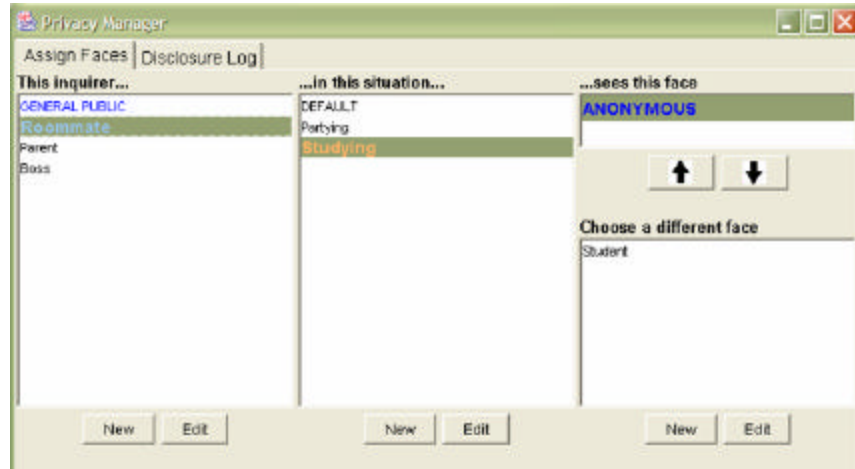 Privacy Manager
Assign Faces
Disclosure Log
This inquirer...
GENERAL PUBLIC
Roommate
Parent
Boss
New
Edit
...in this situation...
DEFAULT
Partying
Studying
New
Edit
...sees this face
ANONYMOUS
Choose a different face
Student
New
Edit